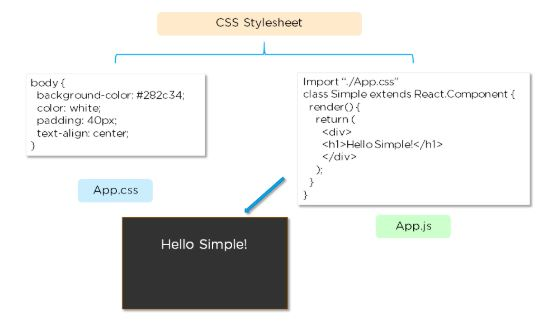 CSS Stylesheet
body {
background-color: #282c34;
color: white;
padding: 40px;
text-align: center;
}
App.css
Import "./App.css"
class Simple extends React.Component {
render() {
return (
<div>
<h1>Hello Simple!</h1>
</div>
);
}
}
App.js
Hello Simple!